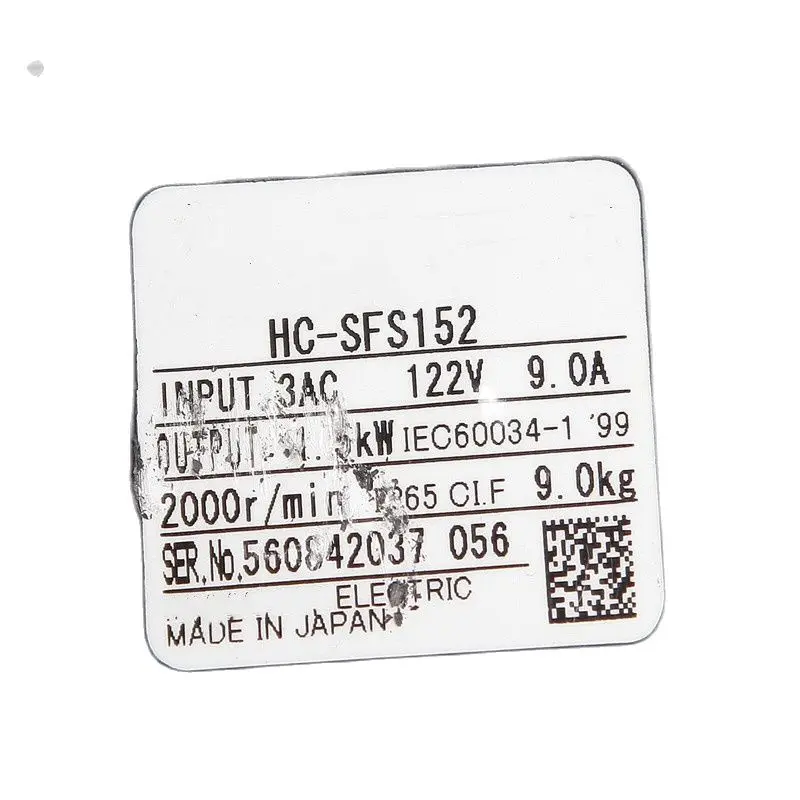 HC-SFS152
INPUT 3AC 122V 9.0A
OUTPUT kW IEC60034-1 '99
2000r/min CI.F 9.0kg
SER.No.560842037 056
ELECTRIC
MADE IN JAPAN